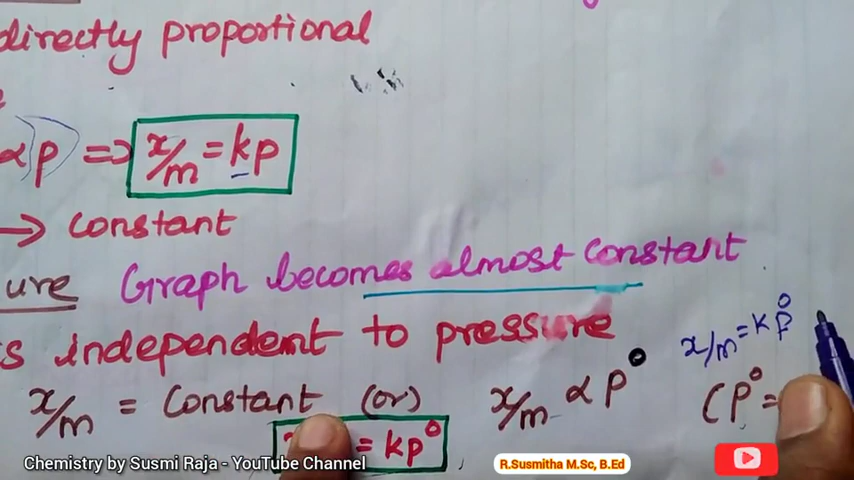 directly proportional
∝ p ⇒ x/m = kp
→ constant
ure Graph becomes almost constant
s independent to pressure
x/m = kp⁰
x/m = Constant (or) x/m ∝ p⁰ (p⁰ =
= kp⁰
Chemistry by Susmi Raja - YouTube Channel
R.Susmitha M.Sc, B.Ed